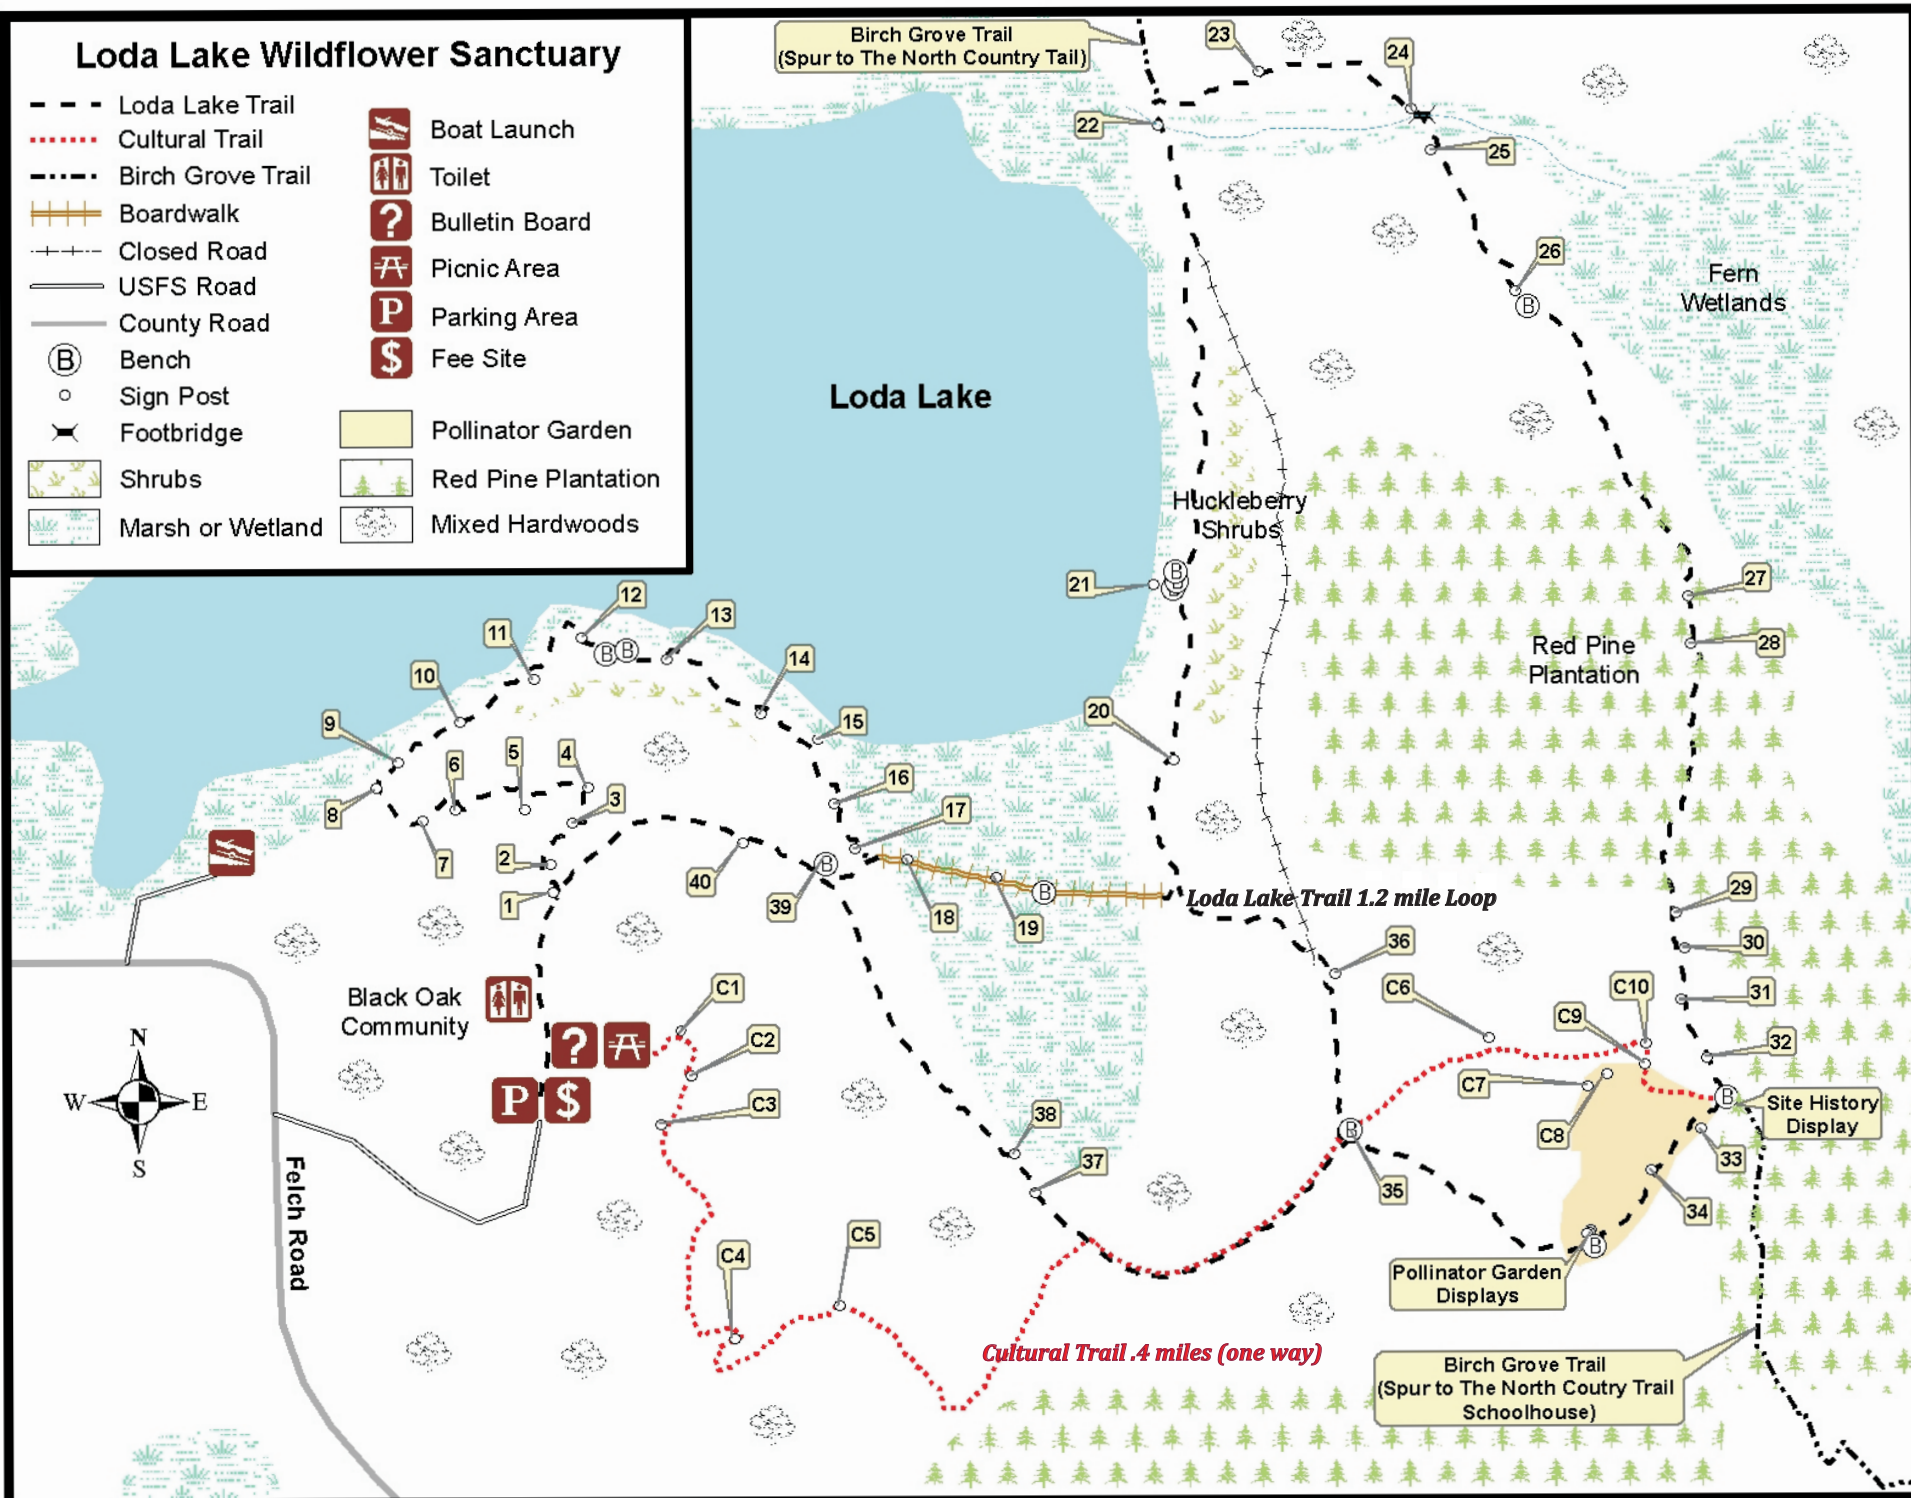 Loda Lake Wildflower Sanctuary
Loda Lake Trail
Cultural Trail
Birch Grove Trail
Boardwalk
Closed Road
USFS Road
County Road
B Bench
Sign Post
Footbridge
Shrubs
Marsh or Wetland
Boat Launch
Toilet
? Bulletin Board
Picnic Area
P Parking Area
$ Fee Site
Pollinator Garden
Red Pine Plantation
Mixed Hardwoods
Birch Grove Trail
(Spur to The North Country Tail)
23
24
22
25
26
B
Fern
Wetlands
Loda Lake
Huckleberry
Shrubs
21
B
B
27
28
Red Pine
Plantation
12
11
13
B
B
10
14
9
15
20
6
5
4
8
3
16
17
7
2
40
B
1
39
18
19
B
Loda Lake Trail 1.2 mile Loop
29
30
36
31
C6
C10
C9
32
Black Oak
Community
C1
C2
?
P
$
C3
N
W
E
S
C7
C8
B
Site History
Display
33
38
37
B
35
34
Felch Road
C4
C5
B
Pollinator Garden
Displays
Cultural Trail .4 miles (one way)
Birch Grove Trail
(Spur to The North Coutry Trail
Schoolhouse)